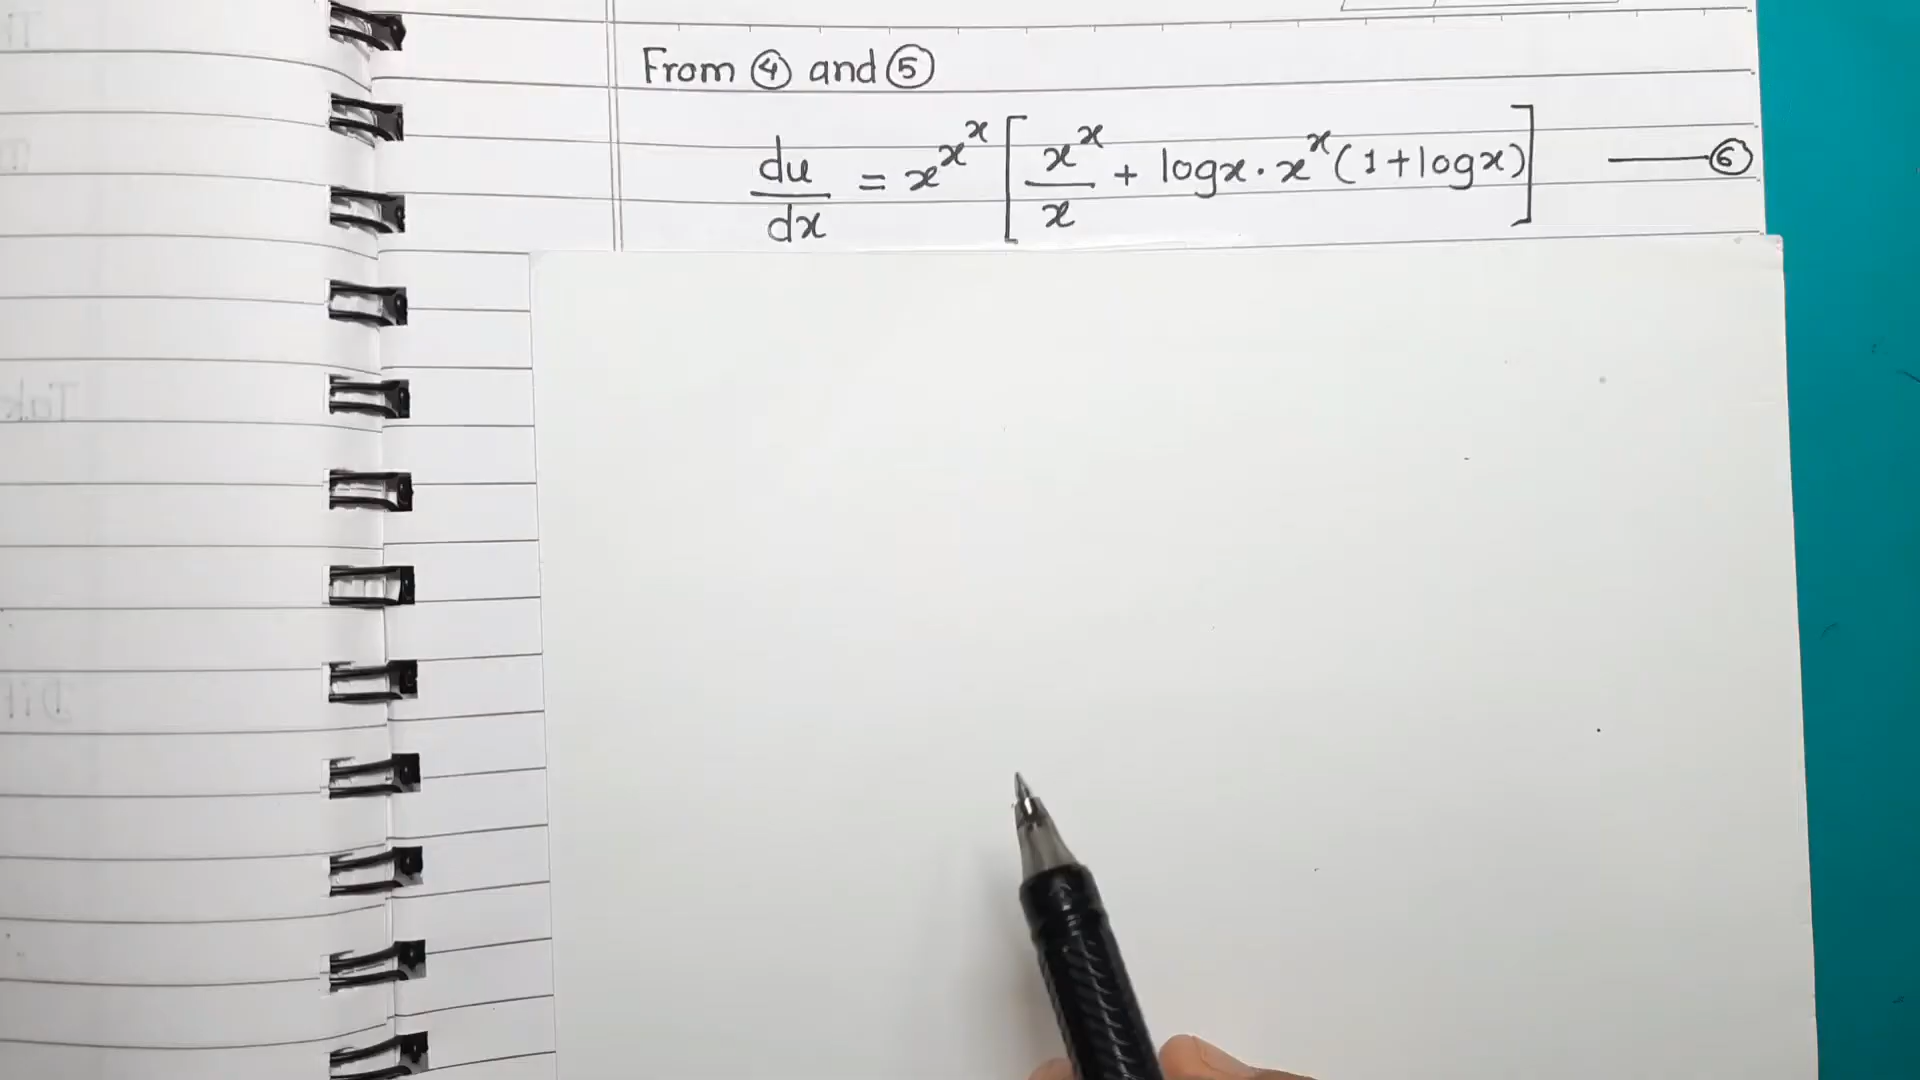 From ④ and ⑤
du/dx = x^x^x [ x^x/x + logx · x^x (1 + logx) ] —— ⑥